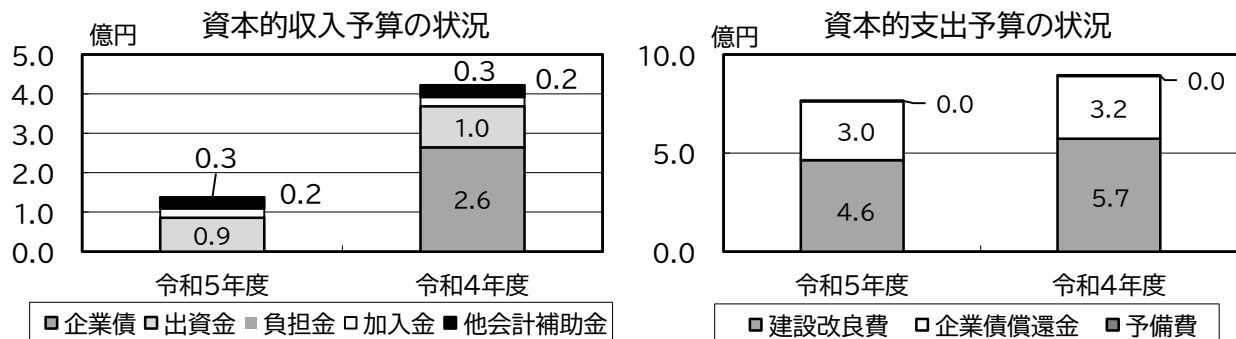 資本的収入予算の状況
億円
5.0
4.0
3.0
2.0
1.0
0.0
0.3
0.2
0.9
0.3
0.2
1.0
2.6
令和5年度
令和4年度
企業債 出資金 負担金 加入金 他会計補助金
資本的支出予算の状況
億円
10.0
5.0
0.0
0.0
3.0
4.6
0.0
3.2
5.7
令和5年度
令和4年度
建設改良費 企業債償還金 予備費